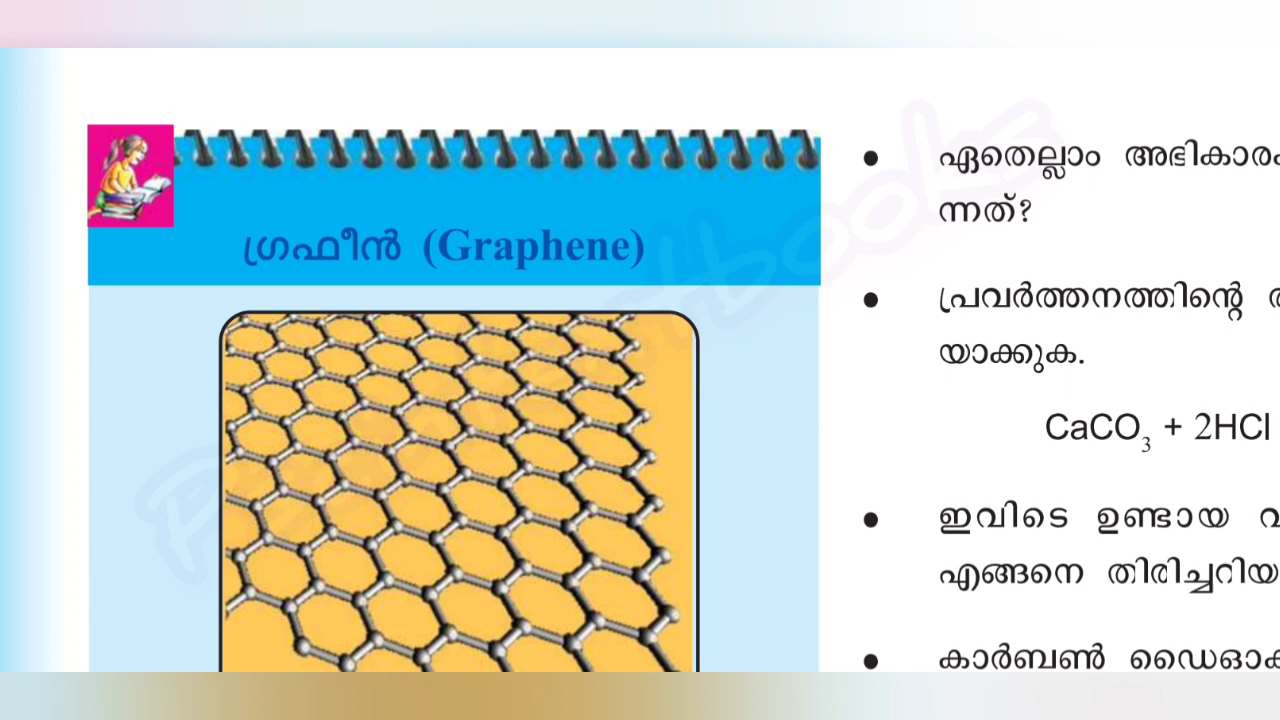 ഗ്രഫീൻ (Graphene)
ഏതെല്ലാം
ന്നത്?
പ്രവർത്തനത്തിന്റെ
യാക്കുക.
CaCO₃ + 2HCl
ഇവിടെ ഉണ്ടായ
എങ്ങനെ
കാർബൺ